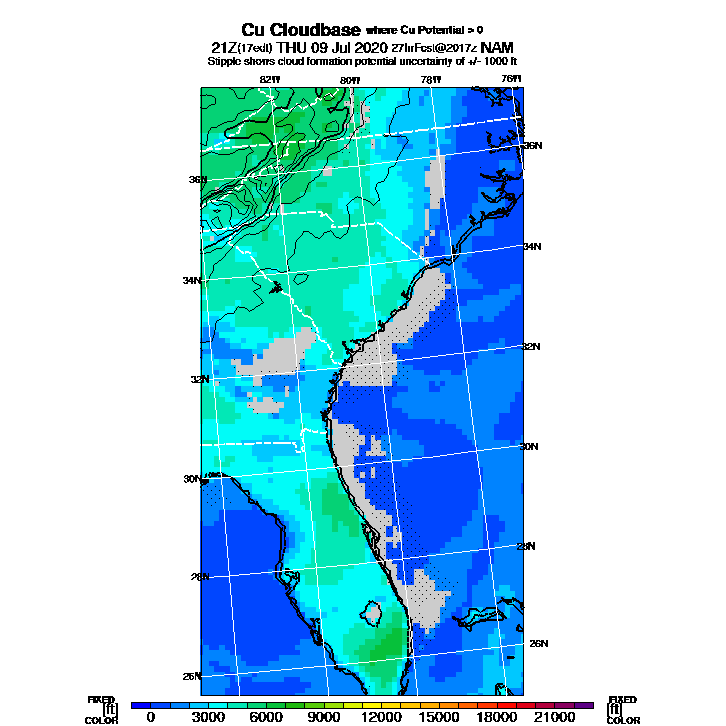 Cu Cloudbase where Cu Potential > 0
21Z(17edt) THU 09 Jul 2020 27hrFcst@2017z NAM
Stipple shows cloud formation potential uncertainty of +/- 1000 ft
82W 80W 78W 76W
36N 36N
34N 34N
32N 32N
30N 30N
28N 28N
26N 26N
FIXED FIXED
[ft] [ft]
COLOR COLOR
0 3000 6000 9000 12000 15000 18000 21000